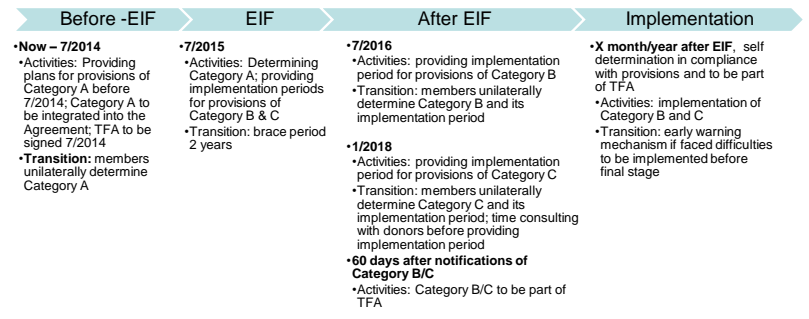 Before -EIF
EIF
After EIF
Implementation
•Now – 7/2014
•Activities: Providing
plans for provisions of
Category A before
7/2014; Category A to
be integrated into the
Agreement; TFA to be
signed 7/2014
•Transition: members
unilaterally determine
Category A
•7/2015
•Activities: Determining
Category A; providing
implementation periods
for provisions of
Category B & C
•Transition: brace period
2 years
•7/2016
•Activities: providing implementation
period for provisions of Category B
•Transition: members unilaterally
determine Category B and its
implementation period
•1/2018
•Activities: providing implementation
period for provisions of Category C
•Transition: members unilaterally
determine Category C and its
implementation period; time consulting
with donors before providing
implementation period
•60 days after notifications of
Category B/C
•Activities: Category B/C to be part of
TFA
•X month/year after EIF, self
determination in compliance
with provisions and to be part
of TFA
•Activities: implementation of
Category B and C
•Transition: early warning
mechanism if faced difficulties
to be implemented before
final stage